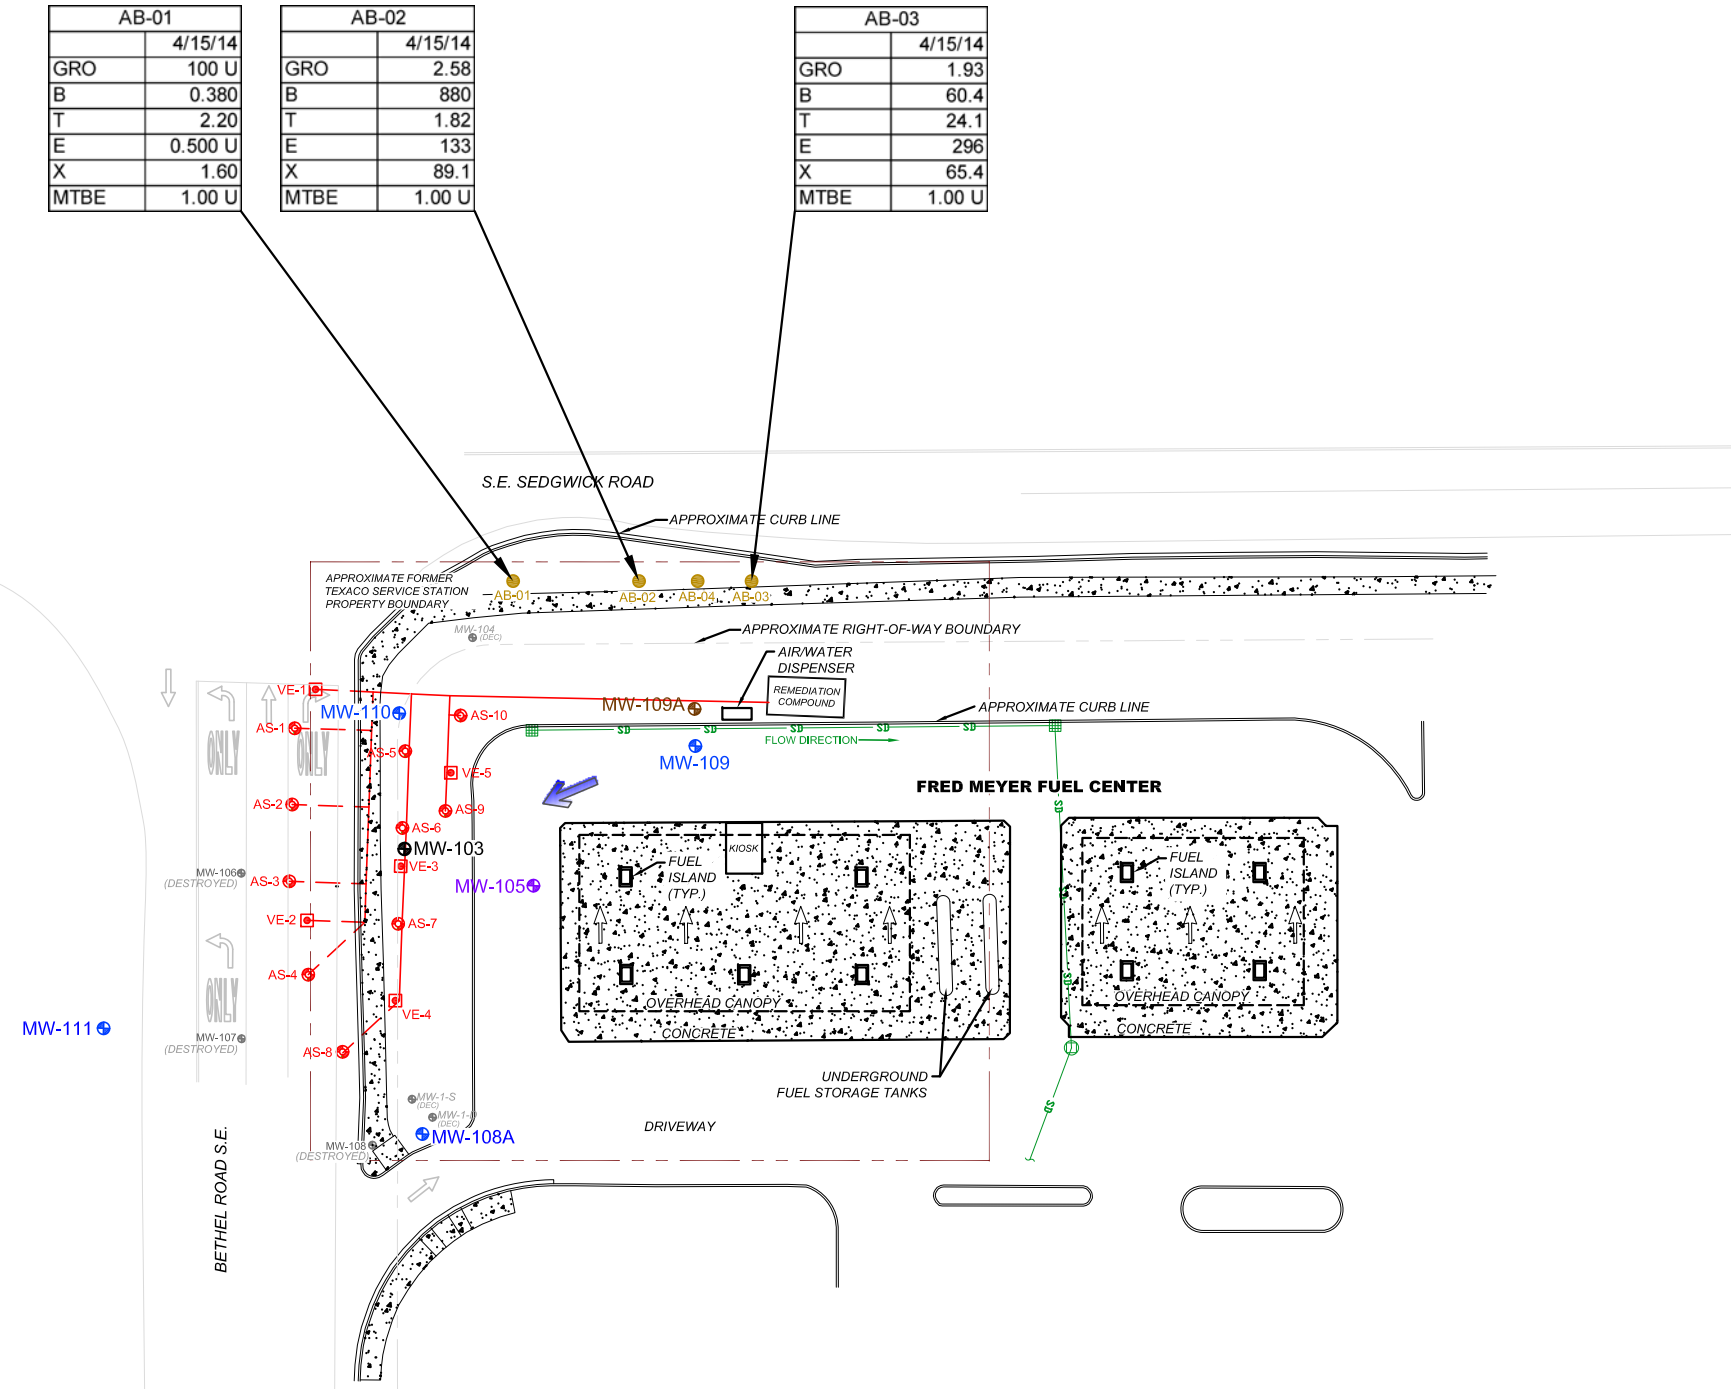 AB-01
4/15/14
GRO 100 U
B 0.380
T 2.20
E 0.500 U
X 1.60
MTBE 1.00 U
AB-02
4/15/14
GRO 2.58
B 880
T 1.82
E 133
X 89.1
MTBE 1.00 U
AB-03
4/15/14
GRO 1.93
B 60.4
T 24.1
E 296
X 65.4
MTBE 1.00 U
S.E. SEDGWICK ROAD
APPROXIMATE CURB LINE
APPROXIMATE FORMER
TEXACO SERVICE STATION
PROPERTY BOUNDARY
AB-01
AB-02
AB-04
AB-03
MW-104
(DEC)
APPROXIMATE RIGHT-OF-WAY BOUNDARY
AIR/WATER
DISPENSER
REMEDIATION
COMPOUND
VE-1
MW-110
AS-10
MW-109A
APPROXIMATE CURB LINE
AS-1
SD
SD
SD
SD
SD
FLOW DIRECTION
ONLY
ONLY
AS-5
MW-109
VE-5
FRED MEYER FUEL CENTER
AS-2
AS-9
SD
AS-6
MW-103
KIOSK
VE-3
FUEL
ISLAND
(TYP.)
FUEL
ISLAND
(TYP.)
MW-106
(DESTROYED)
AS-3
MW-105
SD
VE-2
AS-7
AS-4
SD
ONLY
OVERHEAD CANOPY
OVERHEAD CANOPY
VE-4
MW-111
CONCRETE
CONCRETE
MW-107
(DESTROYED)
AS-8
UNDERGROUND
FUEL STORAGE TANKS
MW-1-S
(DEC)
MW-1-D
(DEC)
SD
DRIVEWAY
MW-108A
MW-108
(DESTROYED)
BETHEL ROAD S.E.